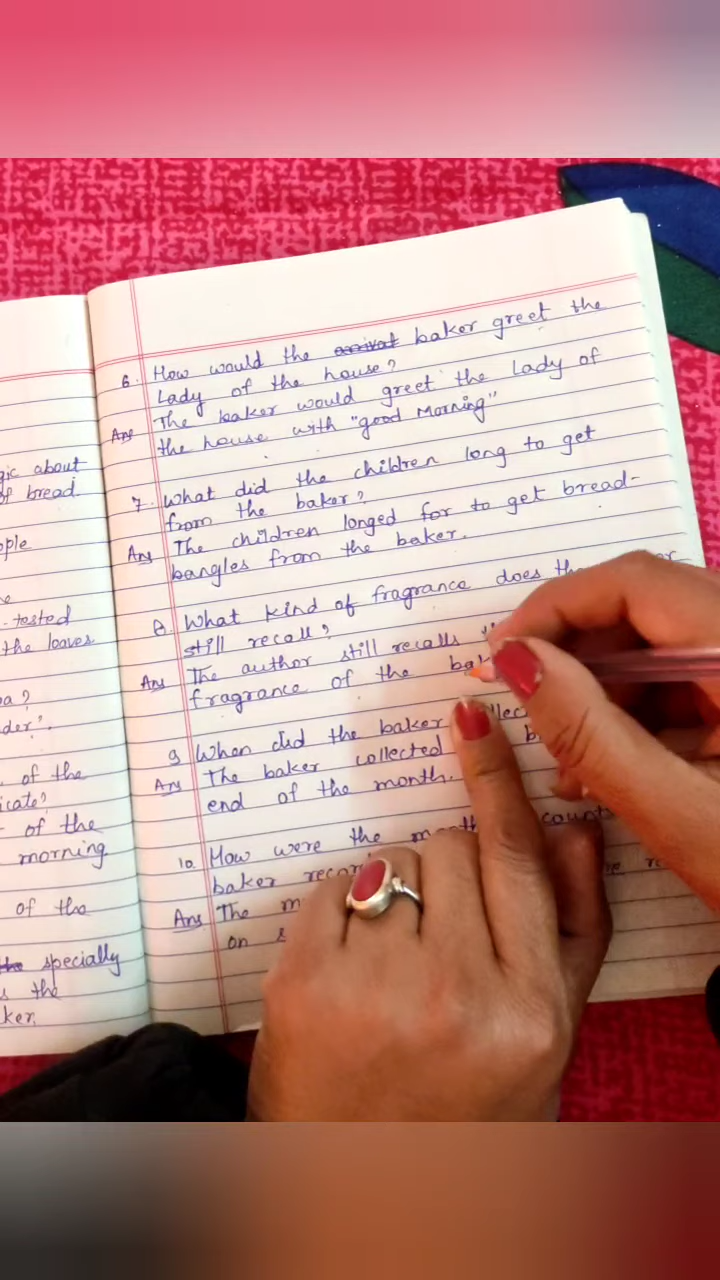 gic about
of bread.
ople
tested
the loaves
a?
der'.
of the
icate?
of the
morning
of the
specially
s the
ker.
6. How would the arrival baker greet the
Lady of the house?
Ans The baker would greet the Lady of
the house with "good Morning"
7. What did the children long to get
from the baker?
Ans The children longed for to get bread-
bangles from the baker.
8. What kind of fragrance does
still recall?
Ans The author still recalls
fragrance of the
9 When did the baker
Ans The baker collected
end of the month.
10. How were the
baker
Ans The
on